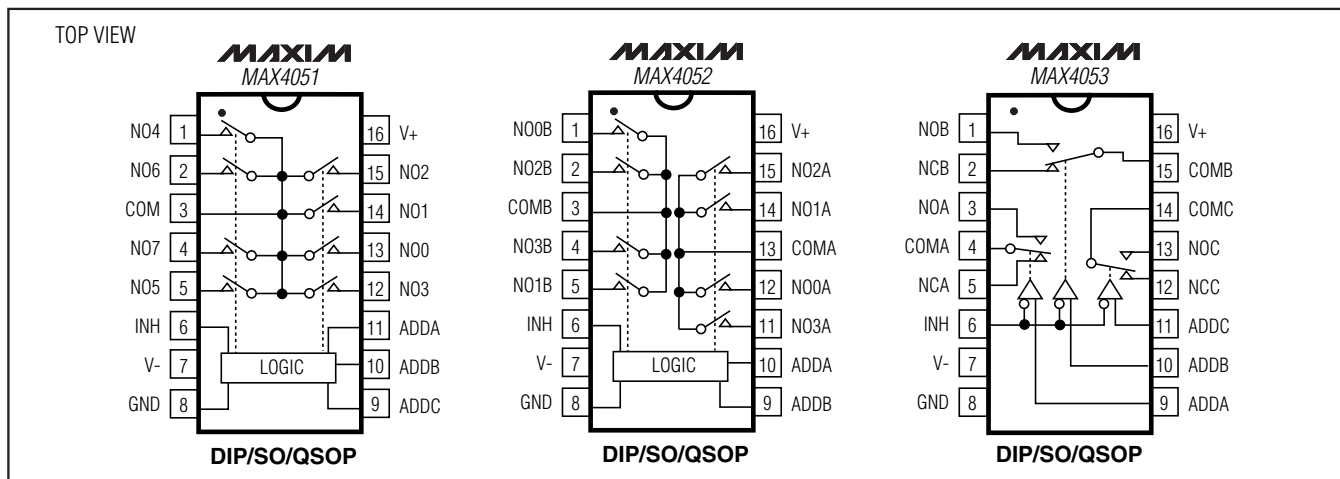 TOP VIEW
MAXIM
MAX4051
NO4 1 16 V+
NO6 2 15 NO2
COM 3 14 NO1
NO7 4 13 NO0
NO5 5 12 NO3
INH 6 11 ADDA
V- 7 LOGIC 10 ADDB
GND 8 9 ADDC
DIP/SO/QSOP
MAXIM
MAX4052
NO0B 1 16 V+
NO2B 2 15 NO2A
COMB 3 14 NO1A
NO3B 4 13 COMA
NO1B 5 12 NO0A
INH 6 11 NO3A
V- 7 LOGIC 10 ADDA
GND 8 9 ADDB
DIP/SO/QSOP
MAXIM
MAX4053
NOB 1 16 V+
NCB 2 15 COMB
NOA 3 14 COMC
COMA 4 13 NOC
NCA 5 12 NCC
INH 6 11 ADDC
V- 7 10 ADDB
GND 8 9 ADDA
DIP/SO/QSOP